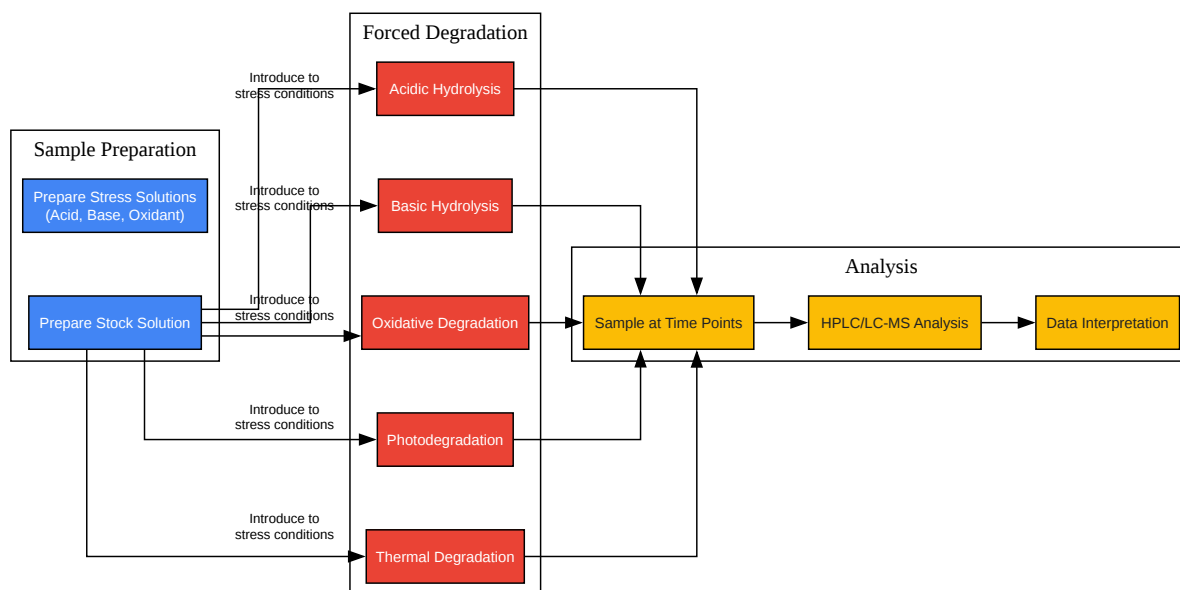 Forced Degradation
Introduce to
stress conditions
Acidic Hydrolysis
Sample Preparation
Prepare Stress Solutions
(Acid, Base, Oxidant)
Introduce to
stress conditions
Basic Hydrolysis
Analysis
Prepare Stock Solution
Introduce to
stress conditions
Oxidative Degradation
Sample at Time Points
HPLC/LC-MS Analysis
Data Interpretation
Introduce to
stress conditions
Photodegradation
Introduce to
stress conditions
Thermal Degradation